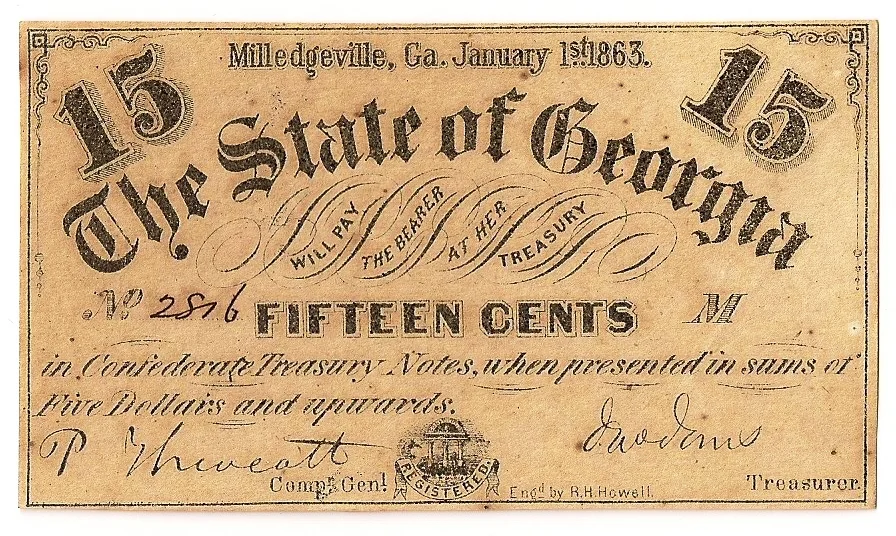 Milledgeville, Ga. January 1st 1863.
15 15
The State of Georgia
WILL PAY THE BEARER AT HER TREASURY
No 2816 FIFTEEN CENTS M
in Confederate Treasury Notes, when presented in sums of
Five Dollars and upwards.
P Thweatt
Compr. Genl.
REGISTERED
Engd by R.H.Howell.
Treasurer.